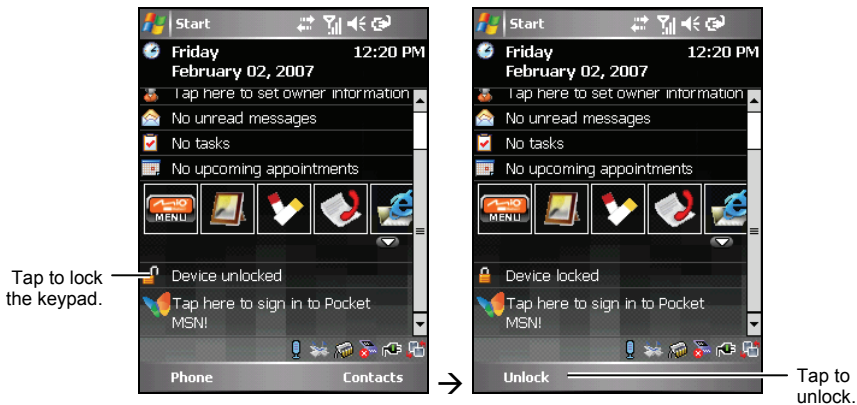 Start
Friday 12:20 PM
February 02, 2007
Tap here to set owner information
No unread messages
No tasks
No upcoming appointments
Mio
MENU
Device unlocked
Tap here to sign in to Pocket
MSN!
Phone Contacts
Tap to lock
the keypad.
→
Start
Friday 12:20 PM
February 02, 2007
Tap here to set owner information
No unread messages
No tasks
No upcoming appointments
Mio
MENU
Device locked
Tap here to sign in to Pocket
MSN!
Unlock
Tap to
unlock.